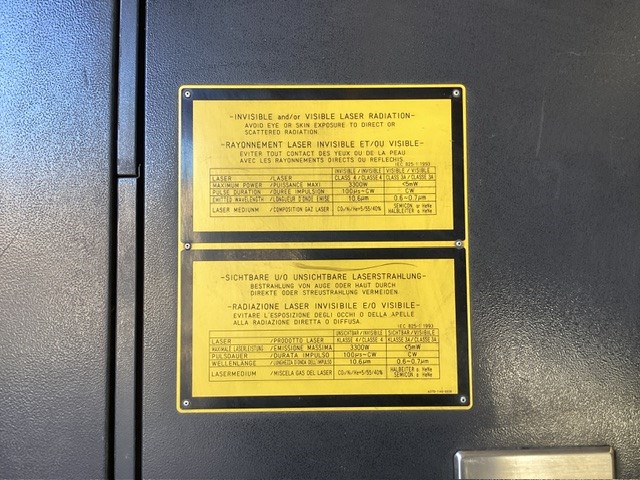 -INVISIBLE and/or VISIBLE LASER RADIATION-
AVOID EYE OR SKIN EXPOSURE TO DIRECT OR
SCATTERED RADIATION.
-RAYONNEMENT LASER INVISIBLE ET/OU VISIBLE-
EVITER TOUT CONTACT DES YEUX OU DE LA PEAU
AVEC LES RAYONNEMENTS DIRECTS OU REFLECHIS
IEC 825-1 1993
INVISIBLE/INVISIBLE VISIBLE/VISIBLE
LASER /LASER CLASS 4/CLASSE 4 CLASS 3A/CLASSE 3A
MAXIMUM POWER /PUISSANCE MAXI 3300W <5mW
PULSE DURATION /DUREE IMPULSION 100μs~CW CW
EMITTED WAVELENGTH /LONGUEUR D'ONDE EMISE 10.6μm 0.6-0.7μm
LASER MEDIUM /COMPOSITION GAZ LASER CO₂/N₂/He=5/55/40% SEMICON. or HeNe
HALBLEITER ± HeNe
-SICHTBARE U/O UNSICHTBARE LASERSTRAHLUNG-
BESTRAHLUNG VON AUGE ODER HAUT DURCH
DIREKTE ODER STREUSTRAHLUNG VERMEIDEN
-RADIAZIONE LASER INVISIBILE E/O VISIBILE-
EVITARE L'ESPOSIZIONE DEGLI OCCHI O DELLA APELLE
ALLA RADIAZIONE DIRETTA O DIFFUSA.
IEC 825-1 1993
UNSICHTBAR/INVISIBILE SICHTBAR/VISIBILE
LASER /PRODOTTO LASER KLASSE 4/CLASSE 4 KLASSE 3A/CLASSE 3A
MAXIMALE LASERLEISTUNG /EMISSIONE MASSIMA 3300W <5mW
PULSDAUER /DURATA IMPULSO 100μs~CW CW
WELLENLÄNGE /LUNGHEZZA D'ONDA DELL'IMPULSO 10.6μm 0.6-0.7μm
LASERMEDIUM /MISCELA GAS DEL LASER CO₂/N₂/He=5/55/40% HALBLEITER ± HeNe
SEMICON ± HeNe